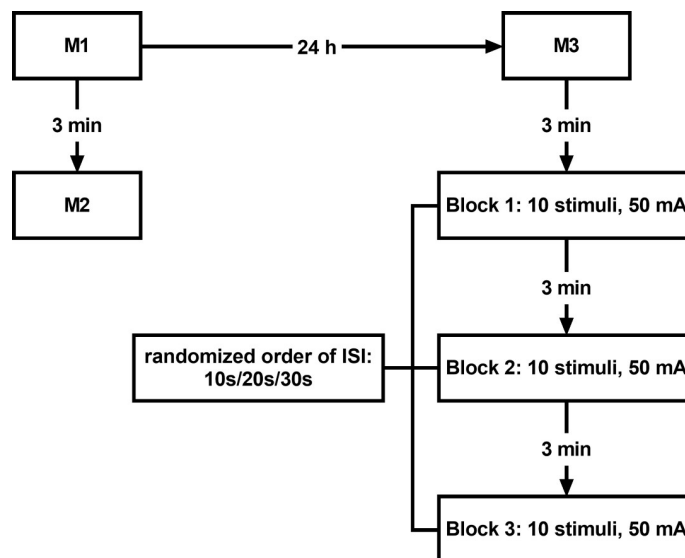 M1
24 h
M3
3 min
3 min
M2
Block 1: 10 stimuli, 50 mA
3 min
randomized order of ISI:
10s/20s/30s
Block 2: 10 stimuli, 50 mA
3 min
Block 3: 10 stimuli, 50 mA